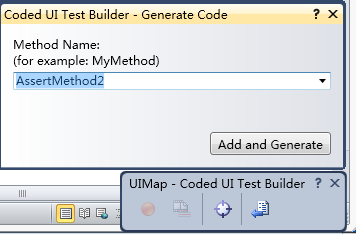 Coded UI Test Builder - Generate Code ? ×
Method Name:
(for example: MyMethod)
AssertMethod2
Add and Generate
UIMap - Coded UI Test Builder ? ×